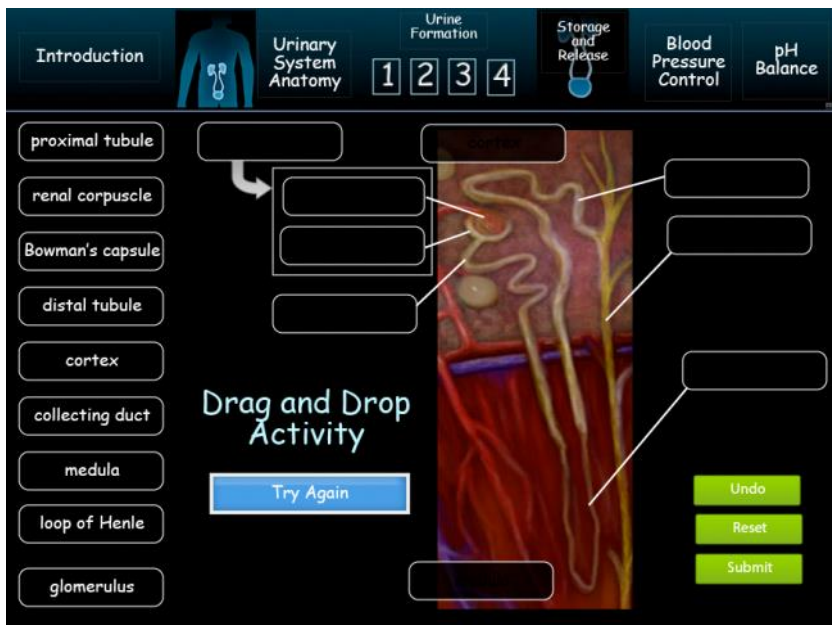 Introduction
Urinary
System
Anatomy
Urine
Formation
1 2 3 4
Storage
and
Release
Blood
Pressure
Control
pH
Balance
proximal tubule
renal corpuscle
Bowman's capsule
distal tubule
cortex
collecting duct
medula
loop of Henle
glomerulus
cortex
Drag and Drop
Activity
Try Again
Undo
Reset
Submit